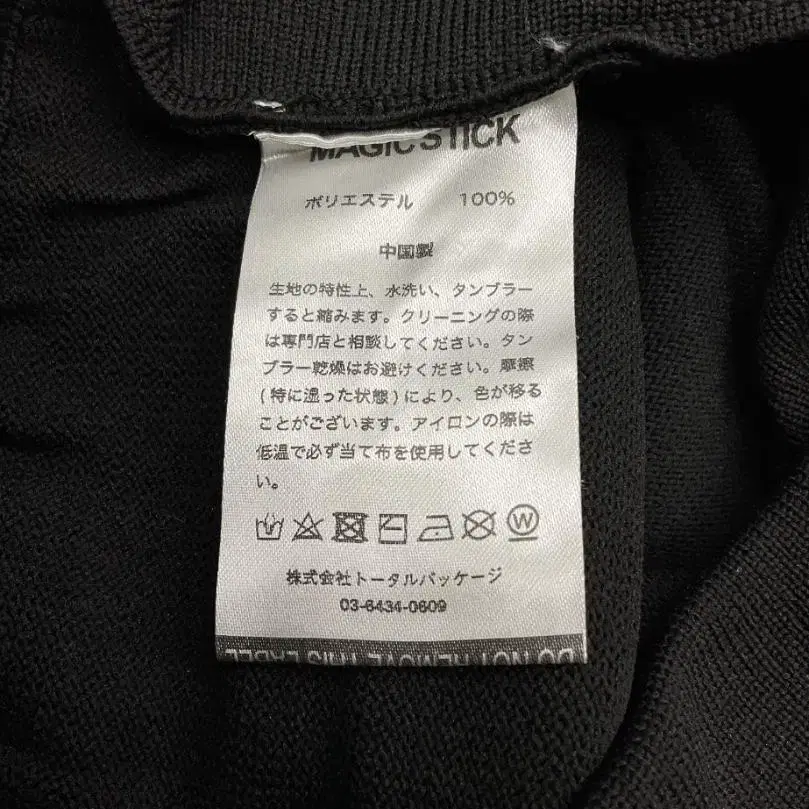 MAGIC STICK
ポリエステル 100%
中国製
生地の特性上、水洗い、タンブラー
すると縮みます。クリーニングの際
は専門店と相談してください。タン
ブラー乾燥はお避けください。摩擦
(特に湿った状態)により、色が移る
ことがございます。アイロンの際は
低温で必ず当て布を使用してくださ
い。
W
株式会社トータルパッケージ
03-6434-0609
DO NOT REMOVE THIS LABEL